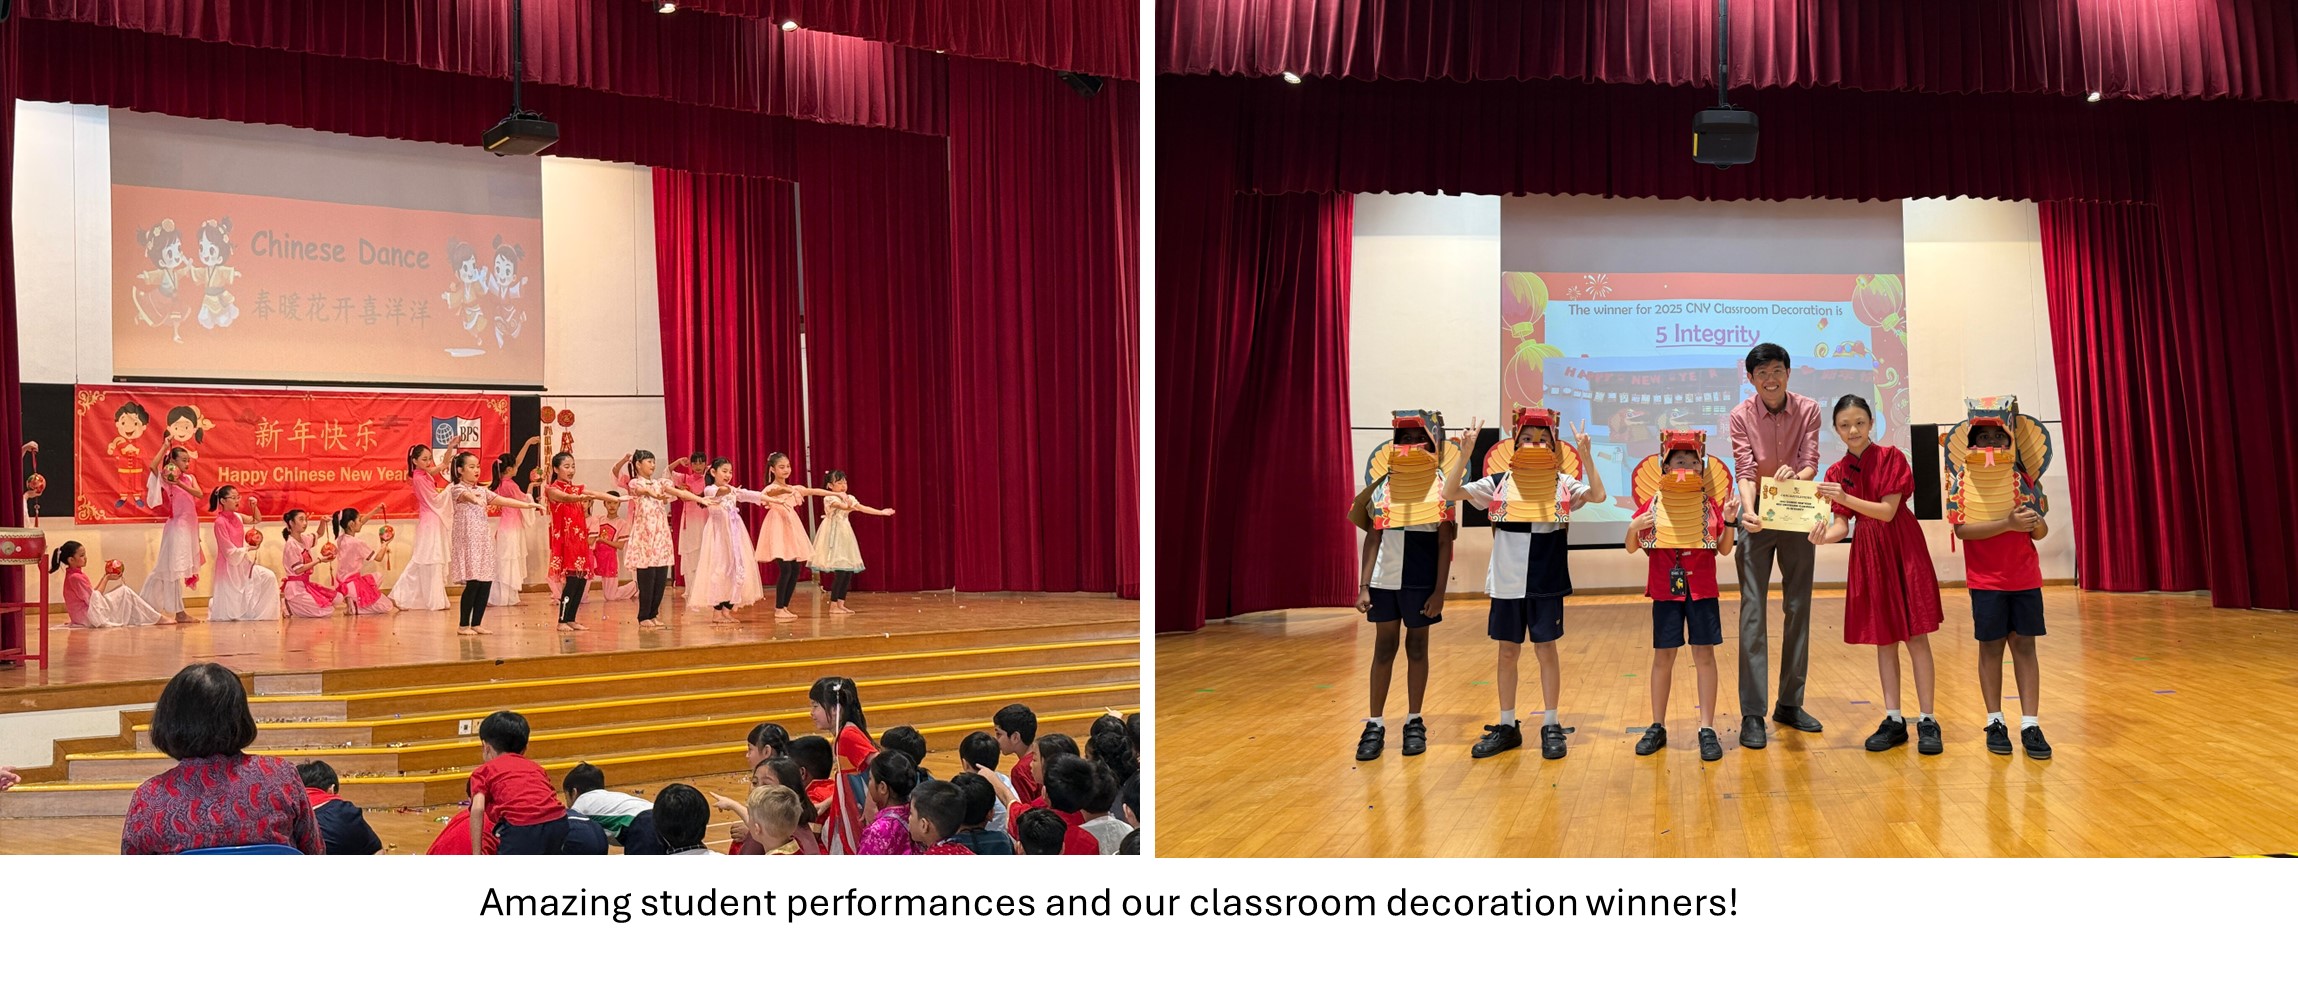 Chinese Dance
春暖花开喜洋洋
新年快乐
BPS
Happy Chinese New Year
The winner for 2025 CNY Classroom Decoration is
5 Integrity
Amazing student performances and our classroom decoration winners!